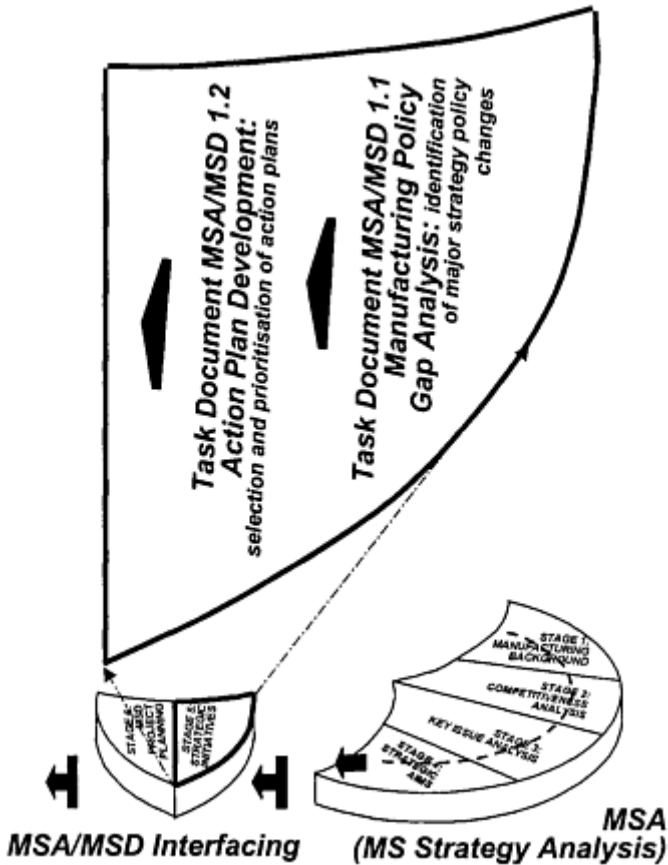 Task Document MSA/MSD 1.2
Action Plan Development:
selection and prioritisation of action plans
Task Document MSA/MSD 1.1
Manufacturing Policy
Gap Analysis: identification
of major strategy policy
changes
STAGE 1:
MANUFACTURING
BACKGROUND
STAGE 2:
COMPETITIVENESS
ANALYSIS
STAGE 3:
KEY ISSUE ANALYSIS
STAGE 4:
STRATEGIC
AIMS
STAGE 5:
STRATEGIC
INITIATIVES
STAGE 6:
MSD
PROJECT
PLANNING
MSA/MSD Interfacing
MSA
(MS Strategy Analysis)